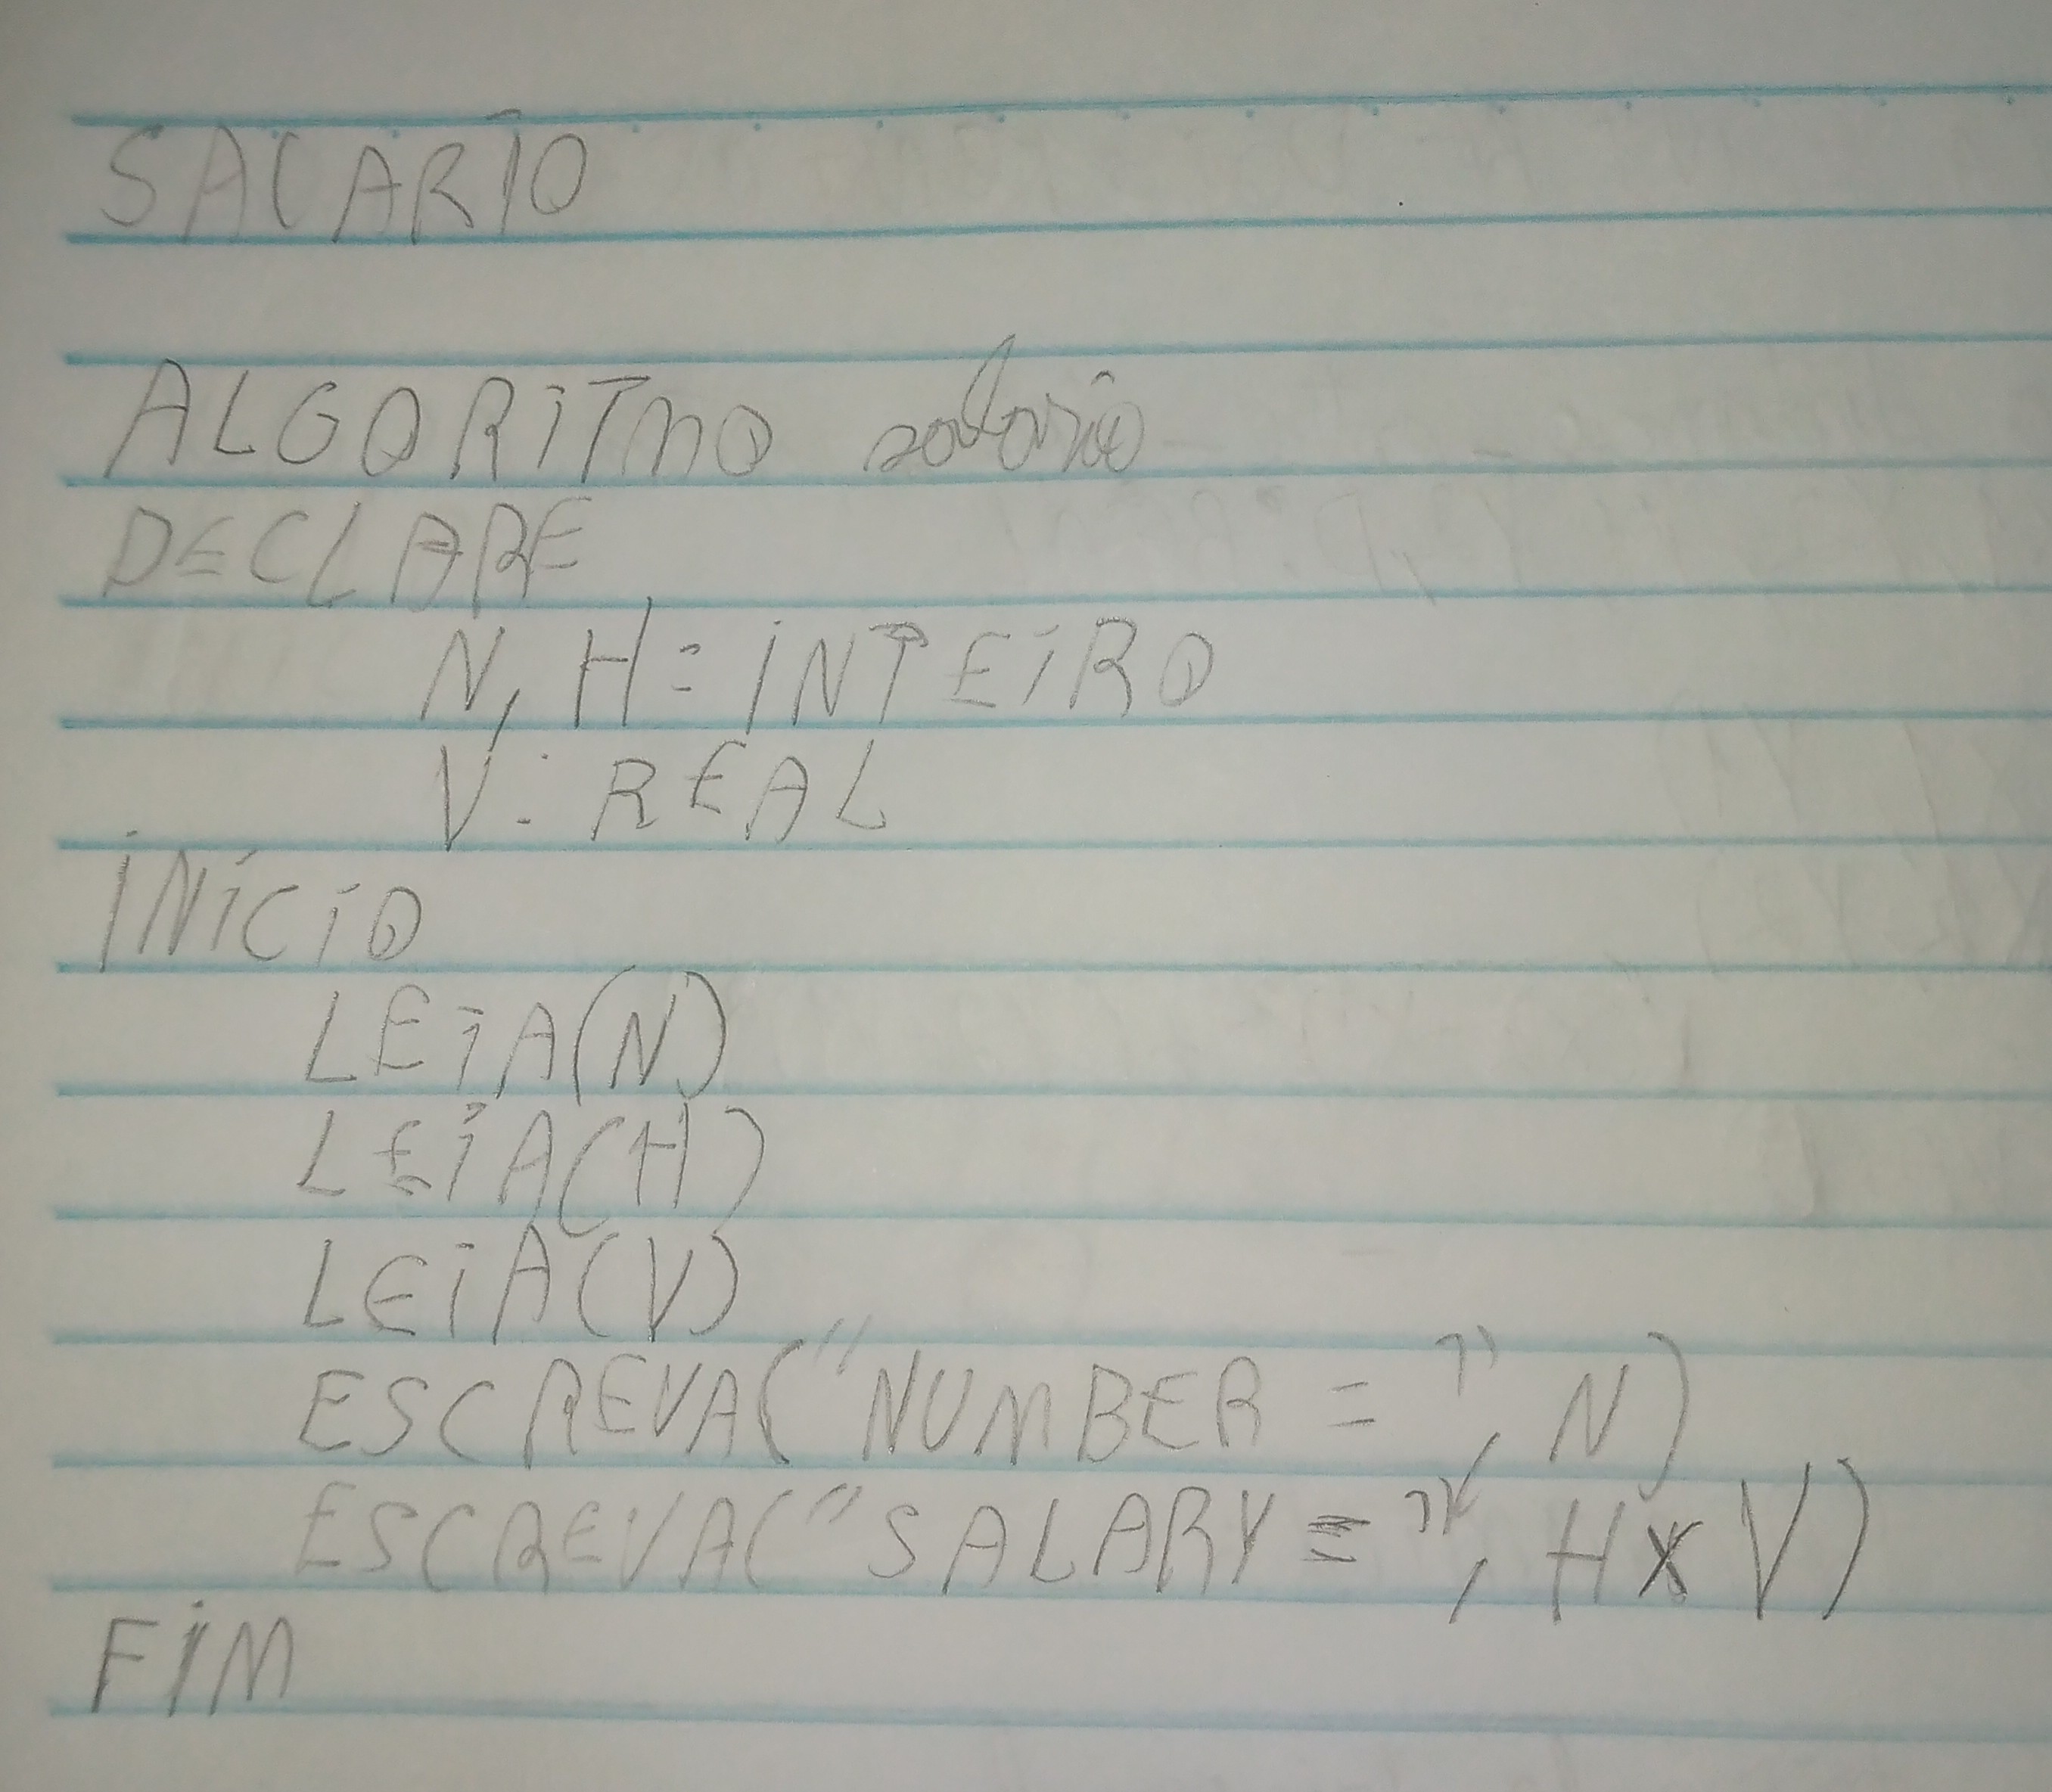 SALARIO
ALGORITMO salario
DECLARE
N, H : INTEIRO
V : REAL
INICIO
LEIA(N)
LEIA(H)
LEIA(V)
ESCREVA("NUMBER = ", N)
ESCREVA("SALARY = ", H x V)
FIM